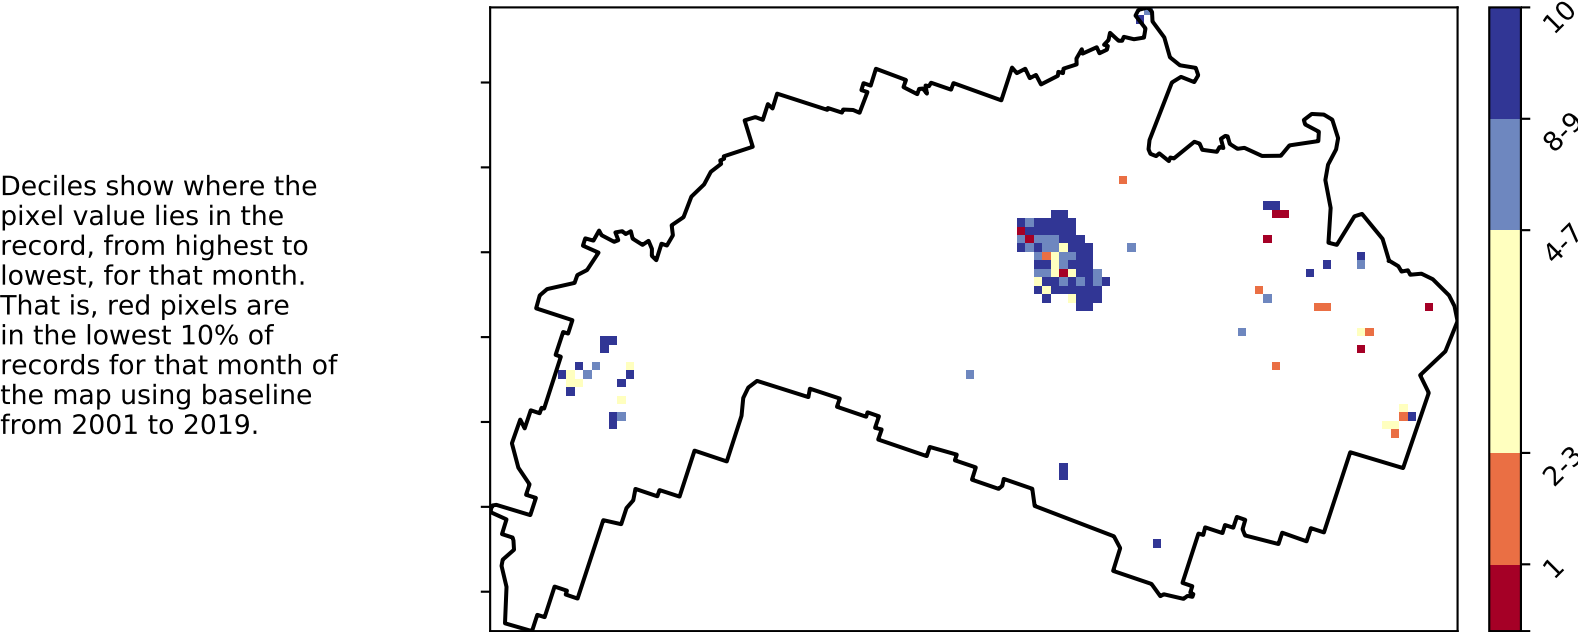 Deciles show where the
pixel value lies in the
record, from highest to
lowest, for that month.
That is, red pixels are
in the lowest 10% of
records for that month of
the map using baseline
from 2001 to 2019.
10
8-9
4-7
2-3
1